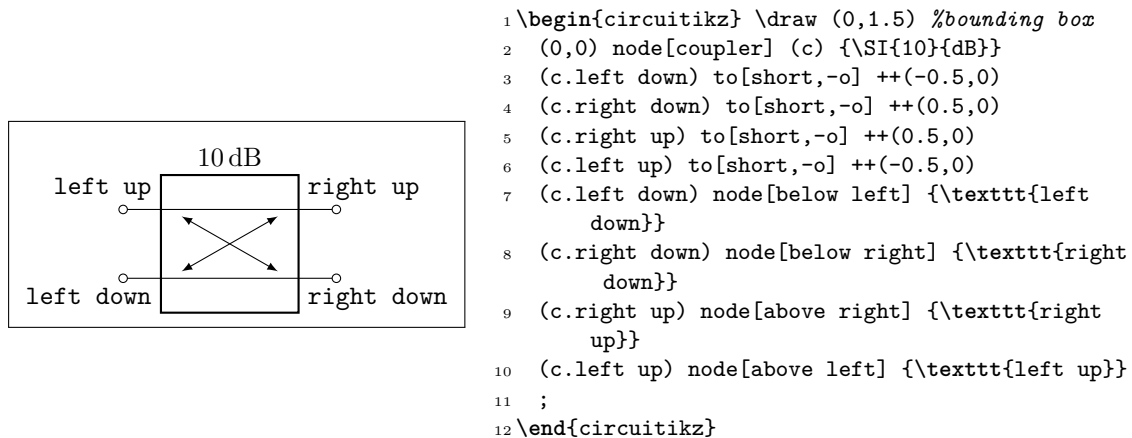 10 dB
left up
right up
left down
right down
1 \begin{circuitikz} \draw (0,1.5) %bounding box
2 (0,0) node[coupler] (c) {\SI{10}{dB}}
3 (c.left down) to[short,-o] ++(-0.5,0)
4 (c.right down) to[short,-o] ++(0.5,0)
5 (c.right up) to[short,-o] ++(0.5,0)
6 (c.left up) to[short,-o] ++(-0.5,0)
7 (c.left down) node[below left] {\texttt{left
down}}
8 (c.right down) node[below right] {\texttt{right
down}}
9 (c.right up) node[above right] {\texttt{right
up}}
10 (c.left up) node[above left] {\texttt{left up}}
11 ;
12 \end{circuitikz}